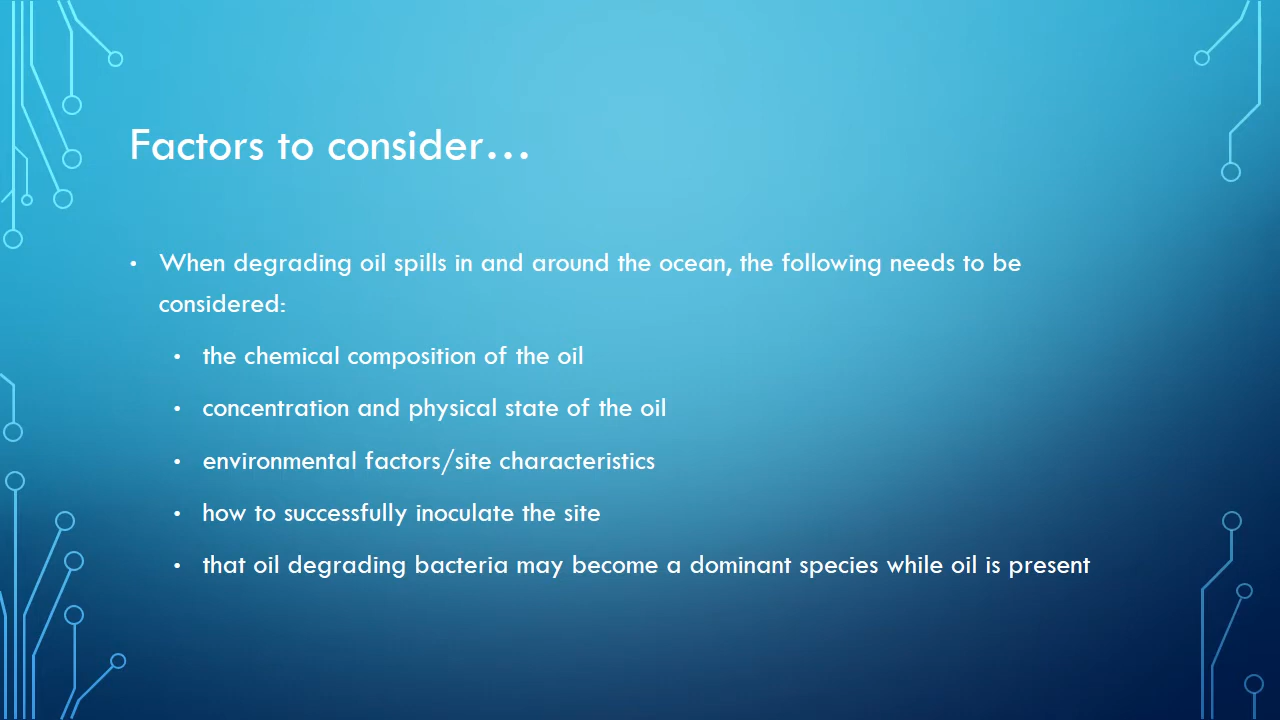 Factors to consider…
• When degrading oil spills in and around the ocean, the following needs to be
considered:
• the chemical composition of the oil
• concentration and physical state of the oil
• environmental factors/site characteristics
• how to successfully inoculate the site
• that oil degrading bacteria may become a dominant species while oil is present